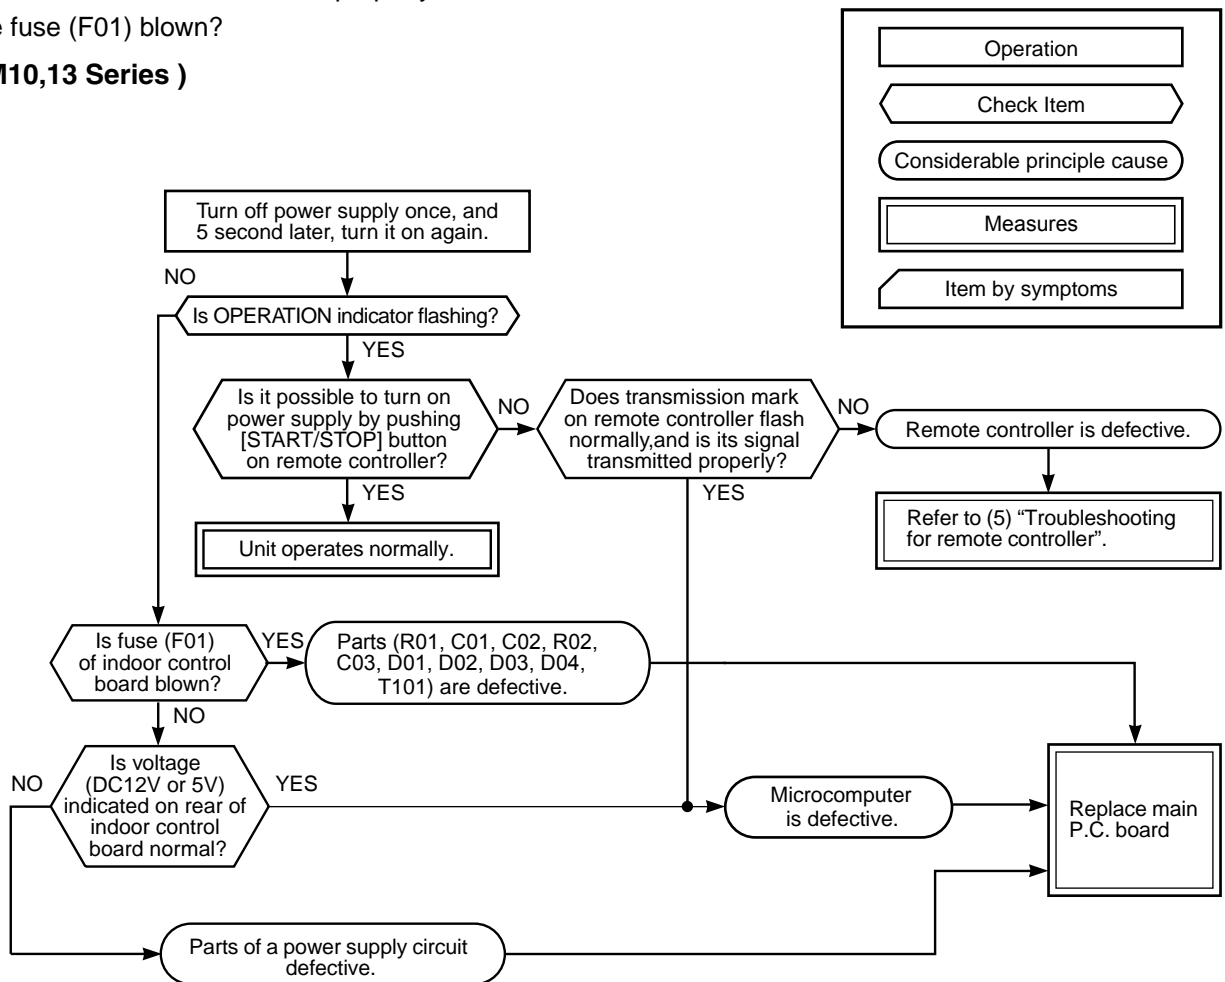 fuse (F01) blown?
10,13 Series )
Operation
Check Item
Considerable principle cause
Measures
Item by symptoms
Turn off power supply once, and
5 second later, turn it on again.
NO
Is OPERATION indicator flashing?
YES
Is it possible to turn on
power supply by pushing
[START/STOP] button
on remote controller?
NO
Does transmission mark
on remote controller flash
normally,and is its signal
transmitted properly?
NO
Remote controller is defective.
YES
YES
Unit operates normally.
Refer to (5) “Troubleshooting
for remote controller”.
Is fuse (F01)
of indoor control
board blown?
YES
Parts (R01, C01, C02, R02,
C03, D01, D02, D03, D04,
T101) are defective.
NO
Is voltage
(DC12V or 5V)
indicated on rear of
indoor control
board normal?
NO
YES
Microcomputer
is defective.
Replace main
P.C. board
Parts of a power supply circuit
defective.